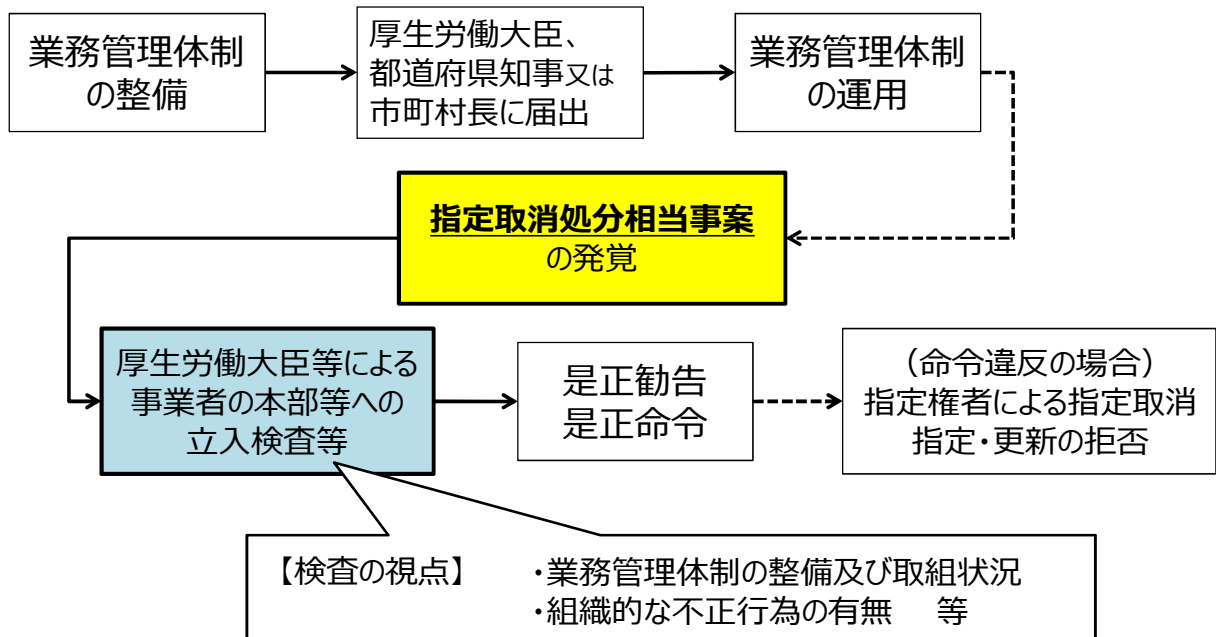 業務管理体制
の整備
厚生労働大臣、
都道府県知事又は
市町村長に届出
業務管理体制
の運用
指定取消処分相当事案
の発覚
厚生労働大臣等による
事業者の本部等への
立入検査等
是正勧告
是正命令
（命令違反の場合）
指定権者による指定取消
指定・更新の拒否
【検査の視点】　・業務管理体制の整備及び取組状況
・組織的な不正行為の有無　等